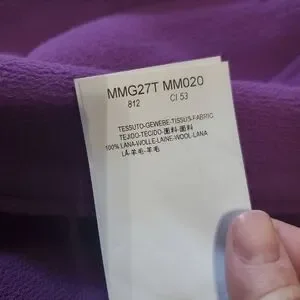 MMG27T MM020
812 CI 53
TESSUTO-GEWEBE-TISSUS-FABRIC
TEJIDO-TECIDO-面料-面料
100% LANA-WOLLE-LAINE-WOOL-LANA
LÃ-羊毛-羊毛